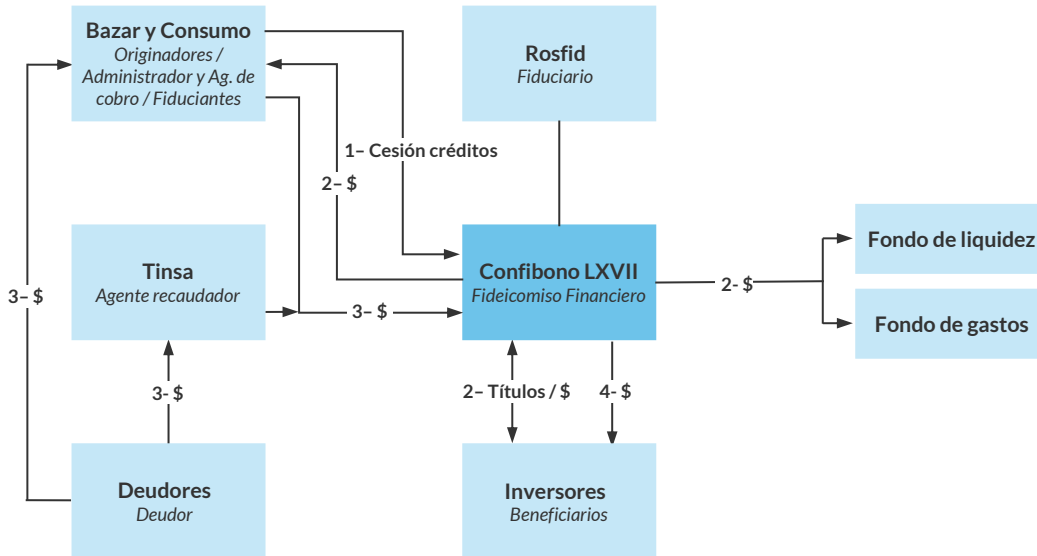 Bazar y Consumo
Originadores /
Administrador y Ag. de
cobro / Fiduciantes
Rosfid
Fiduciario
1– Cesión créditos
2– $
Tinsa
Agente recaudador
Confibono LXVII
Fideicomiso Financiero
Fondo de liquidez
2- $
3– $
3– $
Fondo de gastos
3- $
2– Títulos / $
4- $
Deudores
Deudor
Inversores
Beneficiarios